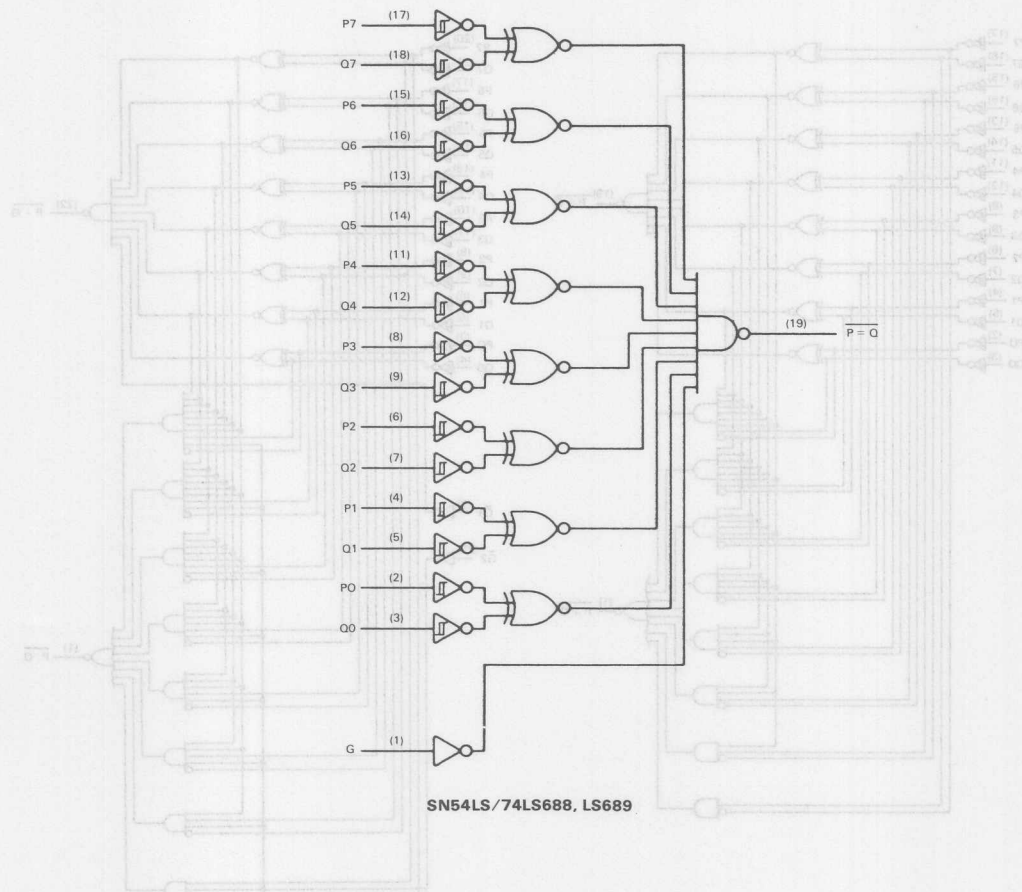 P7 (17)
Q7 (18)
P6 (15)
Q6 (16)
P5 (13)
Q5 (14)
P4 (11)
Q4 (12)
P3 (8)
Q3 (9)
P2 (6)
Q2 (7)
P1 (4)
Q1 (5)
PO (2)
Q0 (3)
G (1)
(19) P = Q
SN54LS/74LS688, LS689